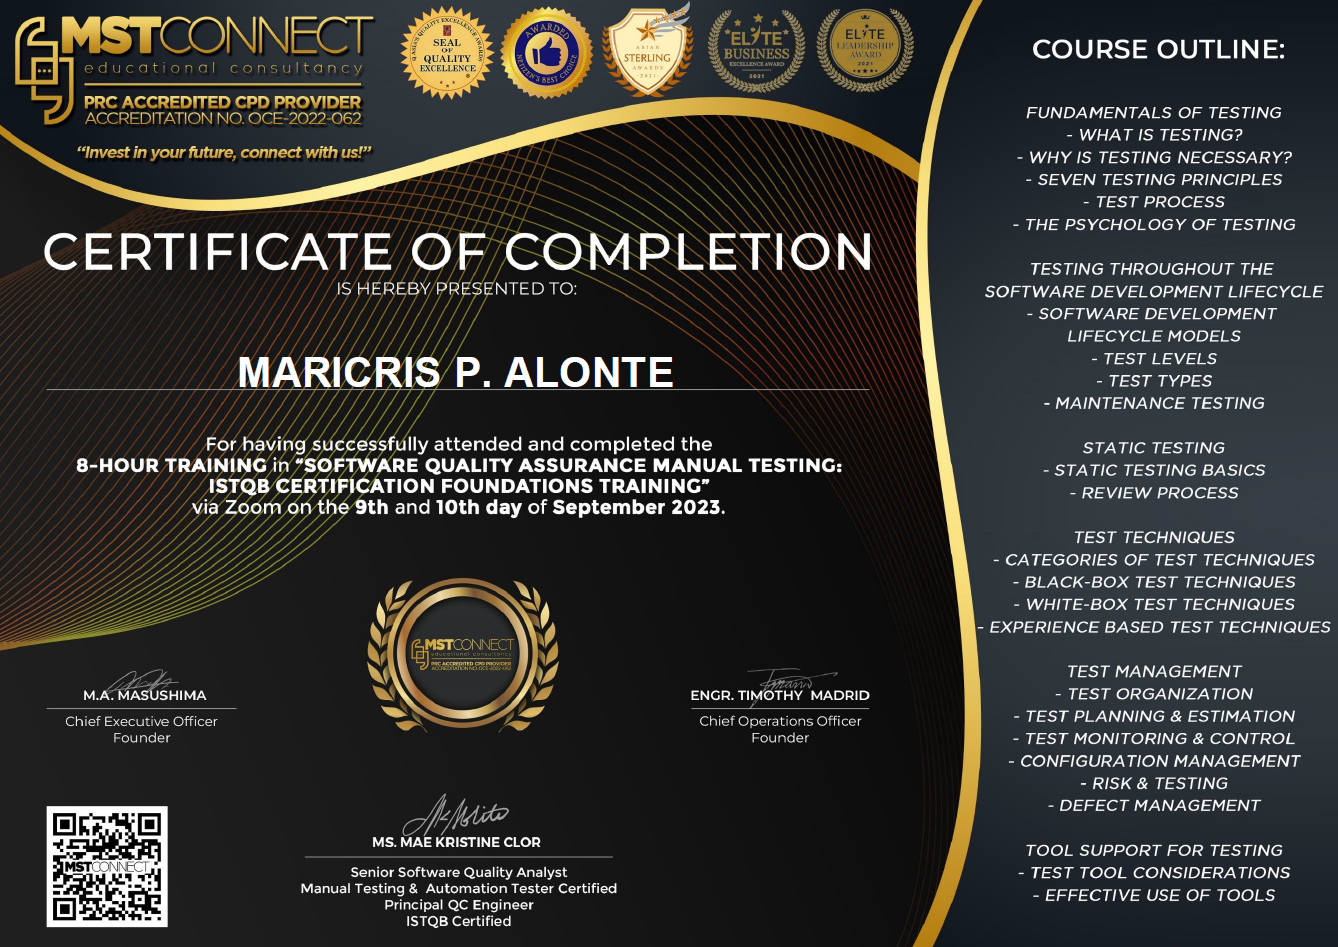 MSTCONNECT
educational consultancy
PRC ACCREDITED CPD PROVIDER
ACCREDITATION NO. OCE-2022-062
“Invest in your future, connect with us!”
ASIA'S QUALITY EXCELLENCE AWARDS
SEAL
OF
QUALITY
EXCELLENCE
AWARDED
NETIZEN'S BEST CHOICE
ASIAN
STERLING
AWARDS
2021
ELYTE
BUSINESS
EXCELLENCE AWARD
2021
ELYTE
LEADERSHIP
AWARD
2021
CERTIFICATE OF COMPLETION
IS HEREBY PRESENTED TO:
MARICRIS P. ALONTE
For having successfully attended and completed the
8-HOUR TRAINING in “SOFTWARE QUALITY ASSURANCE MANUAL TESTING:
ISTQB CERTIFICATION FOUNDATIONS TRAINING”
via Zoom on the 9th and 10th day of September 2023.
MSTCONNECT
educational consultancy
PRC ACCREDITED CPD PROVIDER
ACCREDITATION NO. OCE-2022-062
M.A. MASUSHIMA
Chief Executive Officer
Founder
ENGR. TIMOTHY MADRID
Chief Operations Officer
Founder
MSTCONNECT
MS. MAE KRISTINE CLOR
Senior Software Quality Analyst
Manual Testing & Automation Tester Certified
Principal QC Engineer
ISTQB Certified
COURSE OUTLINE:
FUNDAMENTALS OF TESTING
- WHAT IS TESTING?
- WHY IS TESTING NECESSARY?
- SEVEN TESTING PRINCIPLES
- TEST PROCESS
- THE PSYCHOLOGY OF TESTING
TESTING THROUGHOUT THE
SOFTWARE DEVELOPMENT LIFECYCLE
- SOFTWARE DEVELOPMENT
LIFECYCLE MODELS
- TEST LEVELS
- TEST TYPES
- MAINTENANCE TESTING
STATIC TESTING
- STATIC TESTING BASICS
- REVIEW PROCESS
TEST TECHNIQUES
- CATEGORIES OF TEST TECHNIQUES
- BLACK-BOX TEST TECHNIQUES
- WHITE-BOX TEST TECHNIQUES
- EXPERIENCE BASED TEST TECHNIQUES
TEST MANAGEMENT
- TEST ORGANIZATION
- TEST PLANNING & ESTIMATION
- TEST MONITORING & CONTROL
- CONFIGURATION MANAGEMENT
- RISK & TESTING
- DEFECT MANAGEMENT
TOOL SUPPORT FOR TESTING
- TEST TOOL CONSIDERATIONS
- EFFECTIVE USE OF TOOLS